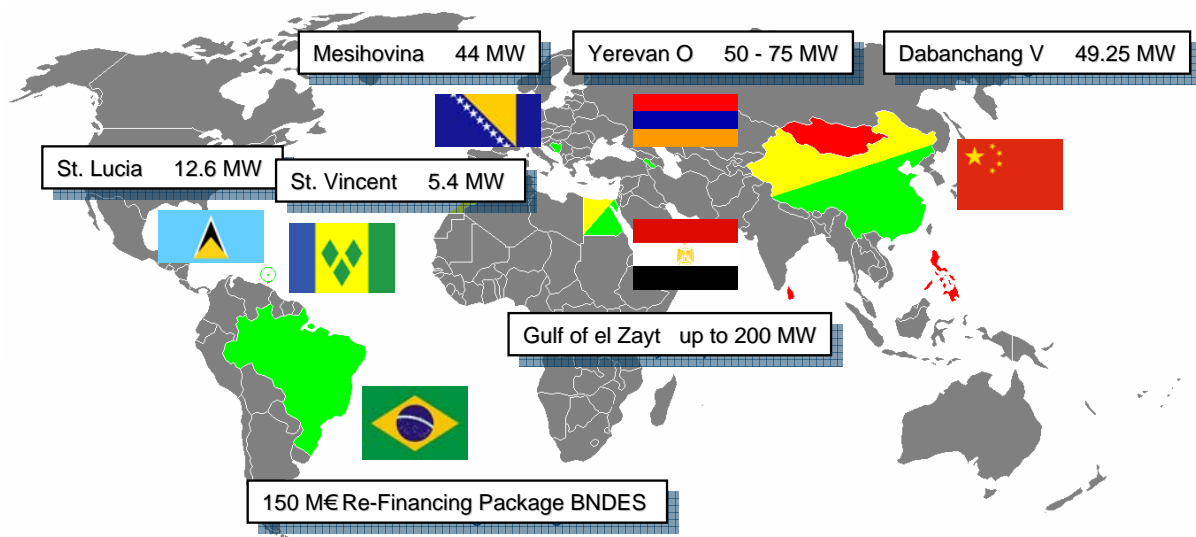 Mesihovina 44 MW
Yerevan O 50 - 75 MW
Dabanchang V 49.25 MW
St. Lucia 12.6 MW
St. Vincent 5.4 MW
Gulf of el Zayt up to 200 MW
150 M€ Re-Financing Package BNDES